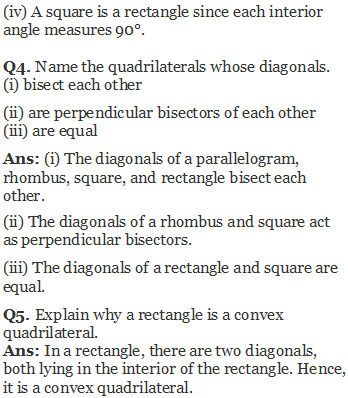 (iv) A square is a rectangle since each interior
angle measures 90°.
Q4. Name the quadrilaterals whose diagonals.
(i) bisect each other
(ii) are perpendicular bisectors of each other
(iii) are equal
Ans: (i) The diagonals of a parallelogram,
rhombus, square, and rectangle bisect each
other.
(ii) The diagonals of a rhombus and square act
as perpendicular bisectors.
(iii) The diagonals of a rectangle and square are
equal.
Q5. Explain why a rectangle is a convex
quadrilateral.
Ans: In a rectangle, there are two diagonals,
both lying in the interior of the rectangle. Hence,
it is a convex quadrilateral.